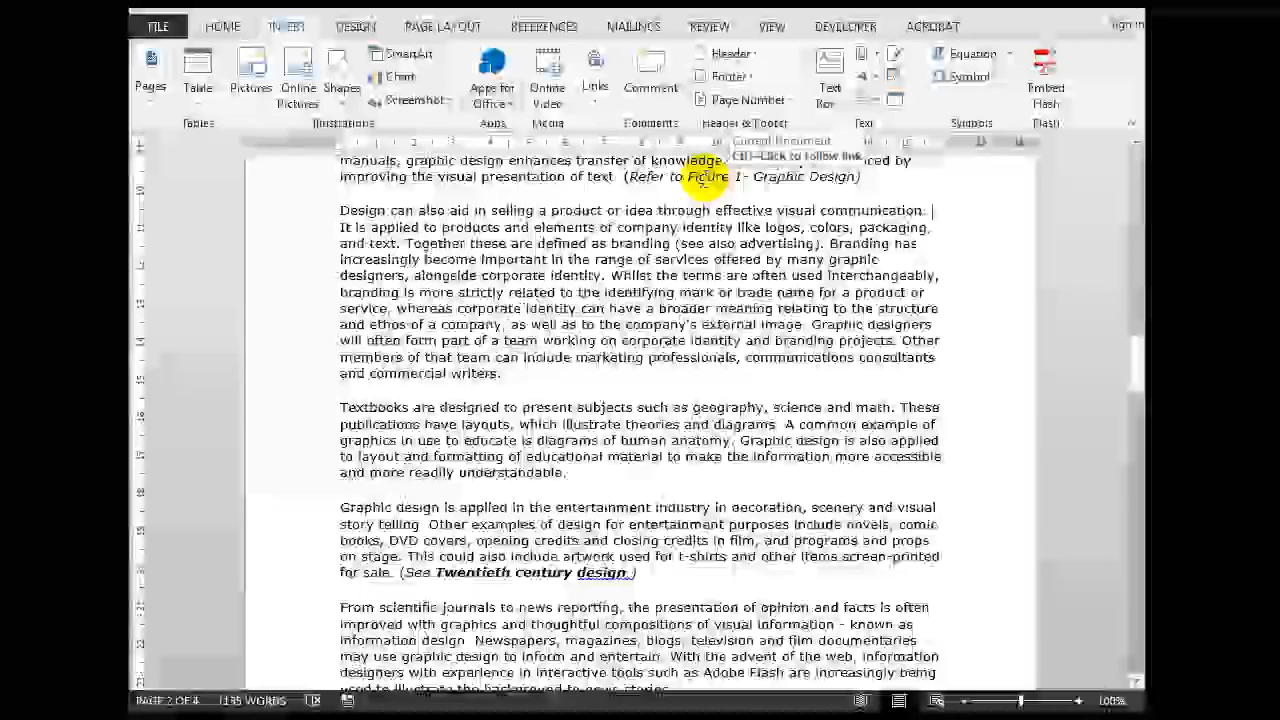 FILE HOME INSERT DESIGN PAGE LAYOUT REFERENCES MAILINGS REVIEW VIEW DEVELOPER ACROBAT Sign in
Pages Table Pictures Online Pictures Shapes SmartArt Chart Screenshot Apps for Office Online Video Links Comment Header Footer Page Number Text Box Equation Symbol Embed Flash
Tables Illustrations Apps Media Comments Header & Footer Text Symbols Flash
Current Document
Ctrl+Click to follow link
manuals, graphic design enhances transfer of knowledge. by
improving the visual presentation of text. (Refer to Figure 1- Graphic Design)
Design can also aid in selling a product or idea through effective visual communication.
It is applied to products and elements of company identity like logos, colors, packaging,
and text. Together these are defined as branding (see also advertising). Branding has
increasingly become important in the range of services offered by many graphic
designers, alongside corporate identity. Whilst the terms are often used interchangeably,
branding is more strictly related to the identifying mark or trade name for a product or
service, whereas corporate identity can have a broader meaning relating to the structure
and ethos of a company, as well as to the company's external image. Graphic designers
will often form part of a team working on corporate identity and branding projects. Other
members of that team can include marketing professionals, communications consultants
and commercial writers.
Textbooks are designed to present subjects such as geography, science and math. These
publications have layouts, which illustrate theories and diagrams. A common example of
graphics in use to educate is diagrams of human anatomy. Graphic design is also applied
to layout and formatting of educational material to make the information more accessible
and more readily understandable.
Graphic design is applied in the entertainment industry in decoration, scenery and visual
story telling. Other examples of design for entertainment purposes include novels, comic
books, DVD covers, opening credits and closing credits in film, and programs and props
on stage. This could also include artwork used for t-shirts and other items screen-printed
for sale. (See Twentieth century design.)
From scientific journals to news reporting, the presentation of opinion and facts is often
improved with graphics and thoughtful compositions of visual information - known as
information design. Newspapers, magazines, blogs, television and film documentaries
may use graphic design to inform and entertain. With the advent of the web, information
designers with experience in interactive tools such as Adobe Flash are increasingly being
used to illustrate the background to news stories.
PAGE 2 OF 4 1195 WORDS 100%